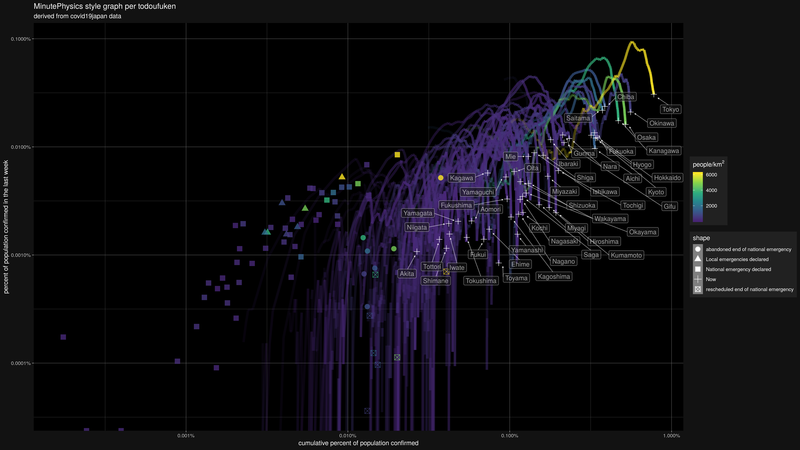 MinutePhysics style graph per todoufuken
derived from covid19japan data
percent of population confirmed in the last week
0.1000%
0.0100%
0.0010%
0.0001%
0.001%
0.010%
0.100%
1.000%
cumulative percent of population confirmed
Chiba
Tokyo
Saitama
Okinawa
Osaka
Kanagawa
Mie
Gunma
Fukuoka
Ibaraki
Oita
Nara
Hyogo
Kagawa
Shiga
Aichi
Hokkaido
Yamaguchi
Miyazaki
Ishikawa
Kyoto
Fukushima
Aomori
Shizuoka
Tochigi
Gifu
Yamagata
Wakayama
Niigata
Kochi
Miyagi
Okayama
Nagasaki
Hiroshima
Fukui
Yamanashi
Saga
Kumamoto
Tottori
Iwate
Ehime
Nagano
Akita
Shimane
Tokushima
Toyama
Kagoshima
people/km²
6000
4000
2000
shape
abandoned end of national emergency
Local emergencies declared
National emergency declared
Now
rescheduled end of national emergency